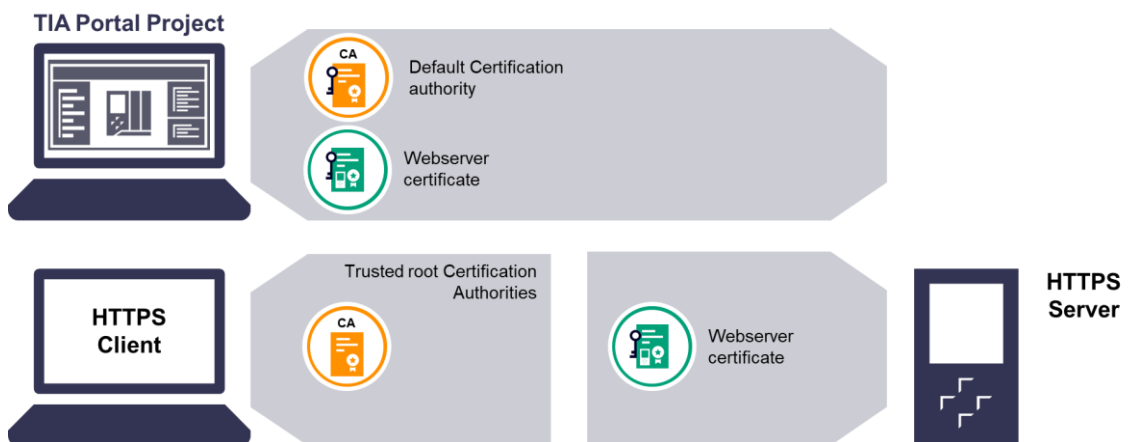 TIA Portal Project
CA
Default Certification
authority
Webserver
certificate
HTTPS
Client
Trusted root Certification
Authorities
CA
Webserver
certificate
HTTPS
Server